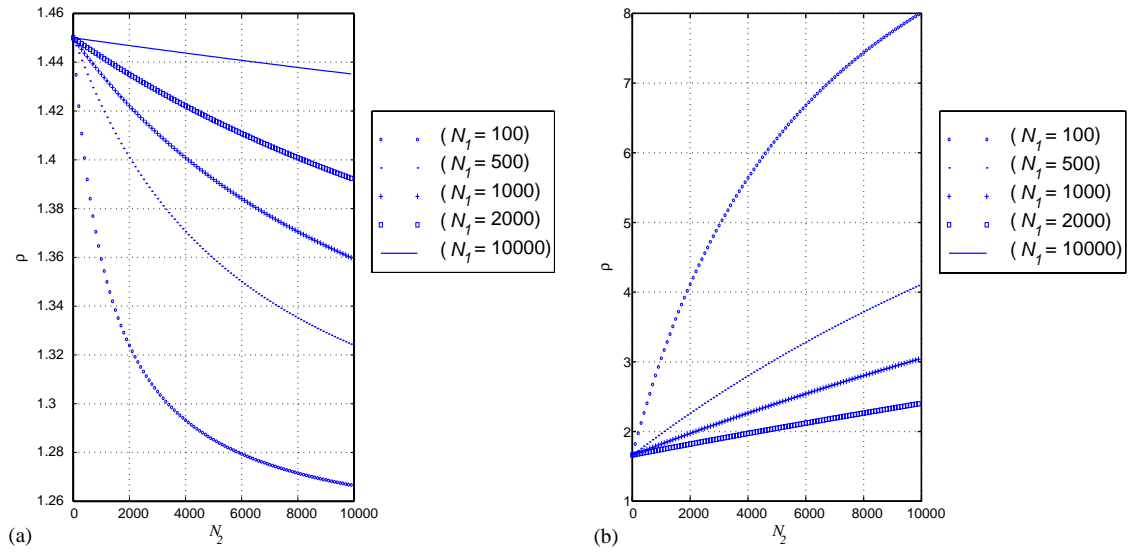 1.46
1.44
1.42
1.4
1.38
1.36
1.34
1.32
1.3
1.28
1.26
ρ
0 2000 4000 6000 8000 10000
N2
(a)
( N1 = 100)
( N1 = 500)
( N1 = 1000)
( N1 = 2000)
( N1 = 10000)
8
7
6
5
4
3
2
1
ρ
0 2000 4000 6000 8000 10000
N2
(b)
( N1 = 100)
( N1 = 500)
( N1 = 1000)
( N1 = 2000)
( N1 = 10000)